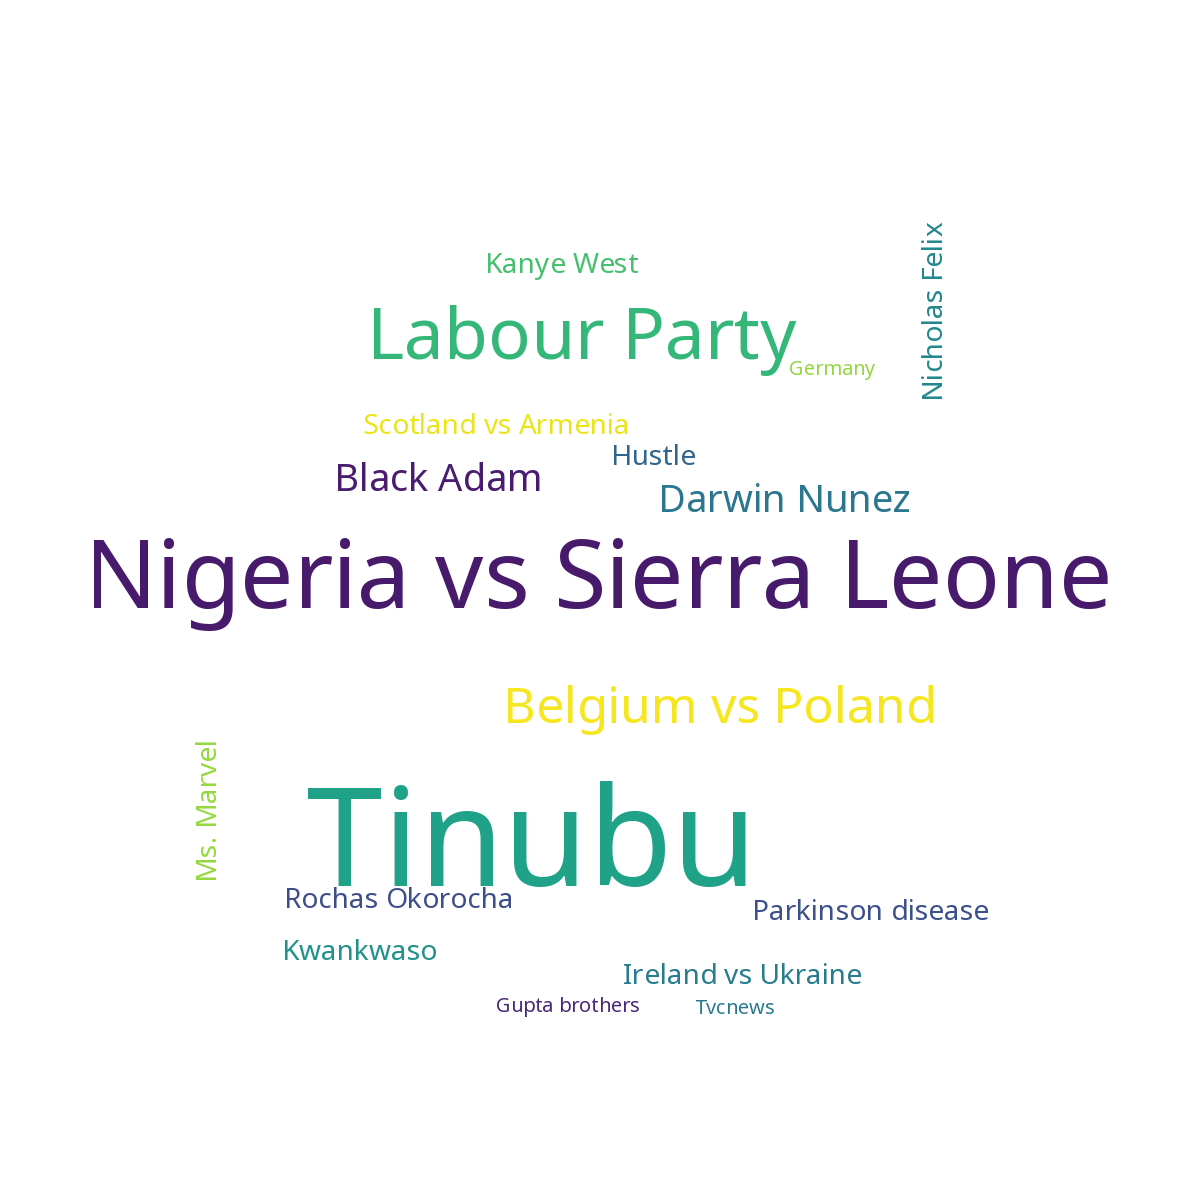 Nicholas Felix
Kanye West
Labour Party
Germany
Scotland vs Armenia
Hustle
Black Adam
Darwin Nunez
Nigeria vs Sierra Leone
Belgium vs Poland
Ms. Marvel
Tinubu
Rochas Okorocha
Parkinson disease
Kwankwaso
Ireland vs Ukraine
Gupta brothers
Tvcnews